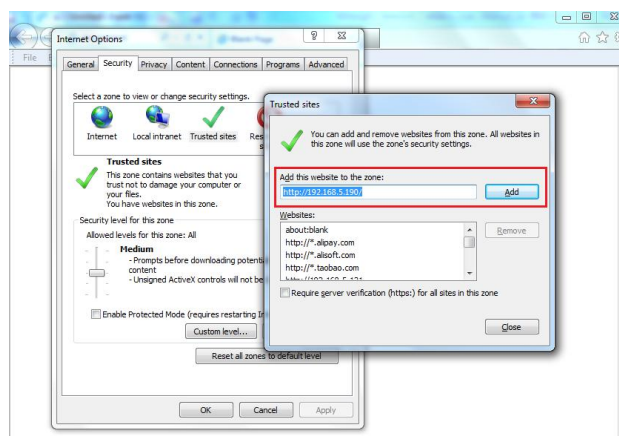 Internet Options
File
General Security Privacy Content Connections Programs Advanced
Select a zone to view or change security settings.
Internet Local intranet Trusted sites
Trusted sites
This zone contains websites that you
trust not to damage your computer or
your files.
You have websites in this zone.
Security level for this zone
Allowed levels for this zone: All
Medium
- Prompts before downloading
content
- Unsigned ActiveX controls will not be
Enable Protected Mode (requires restarting
Custom level...
Reset all zones to default level
OK Cancel Apply
Trusted sites
You can add and remove websites from this zone. All websites in
this zone will use the zone's security settings.
Add this website to the zone:
http://192.168.5.190/ Add
Websites:
about:blank Remove
http://*.alipay.com
http://*.alisoft.com
http://*.taobao.com
Require server verification (https:) for all sites in this zone
Close